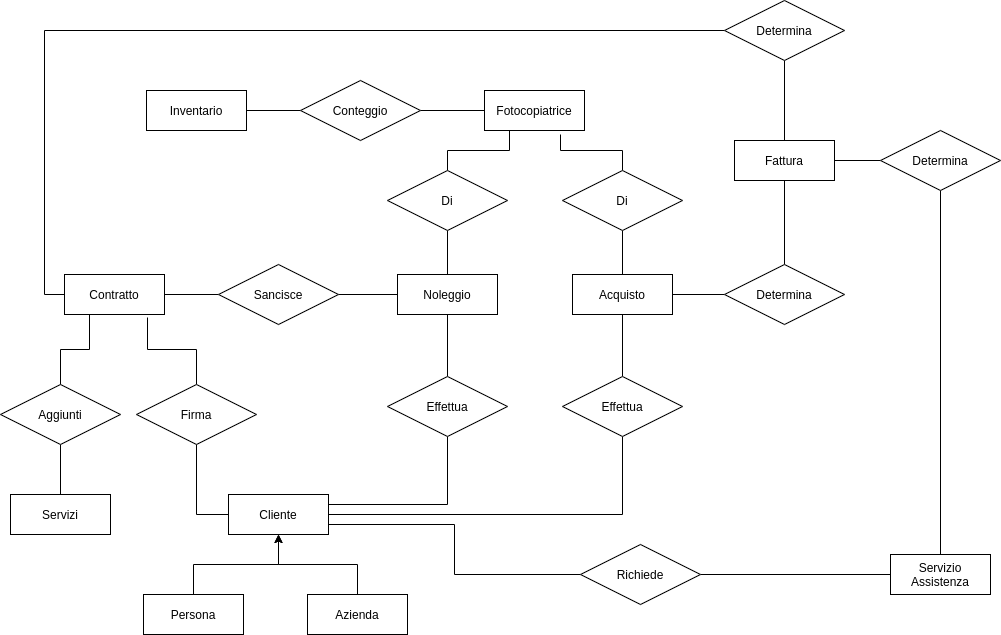 Determina
Inventario
Conteggio
Fotocopiatrice
Fattura
Determina
Di
Di
Contratto
Sancisce
Noleggio
Acquisto
Determina
Aggiunti
Firma
Effettua
Effettua
Servizi
Cliente
Richiede
Servizio
Assistenza
Persona
Azienda